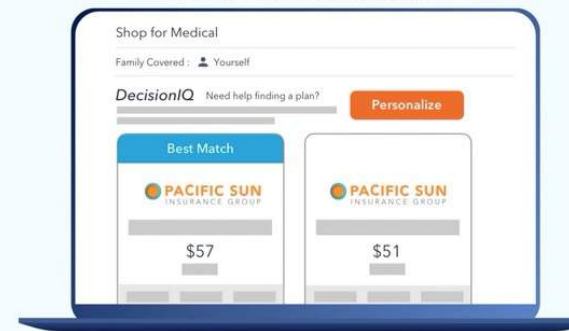 Shop for Medical
Family Covered : Yourself
DecisionIQ Need help finding a plan?
Personalize
Best Match
PACIFIC SUN
INSURANCE GROUP
$57
PACIFIC SUN
INSURANCE GROUP
$51